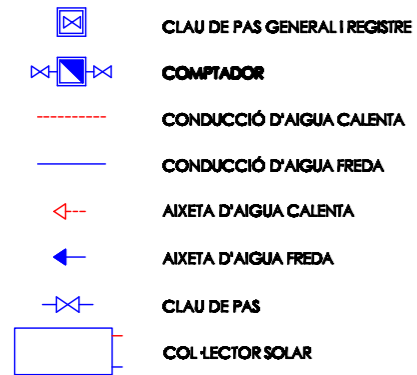 CLAU DE PAS GENERAL I REGISTRE
COMPTADOR
CONDUCCIÓ D'AIGUA CALENTA
CONDUCCIÓ D'AIGUA FREDA
AIXETA D'AIGUA CALENTA
AIXETA D'AIGUA FREDA
CLAU DE PAS
COL·LECTOR SOLAR